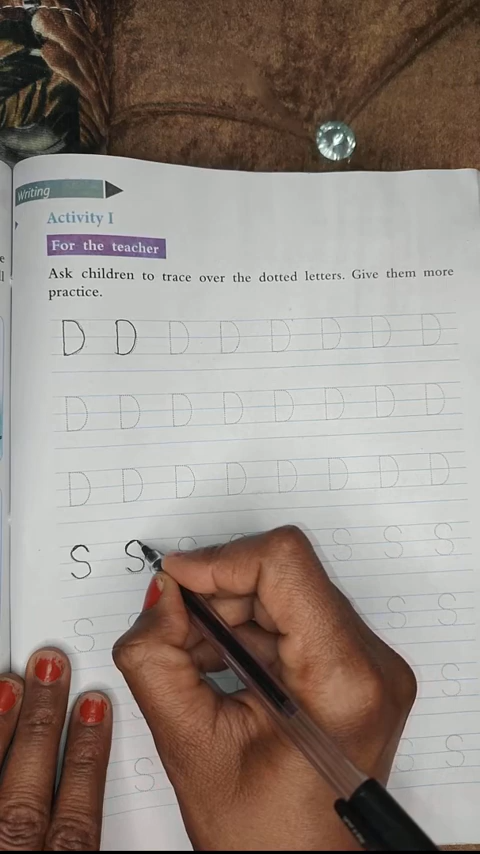 Writing
Activity I
For the teacher
Ask children to trace over the dotted letters. Give them more
practice.
D D D D D D D D
D D D D D D D D
D D D D D D D D
S S S S S S
S S S
S
S S S